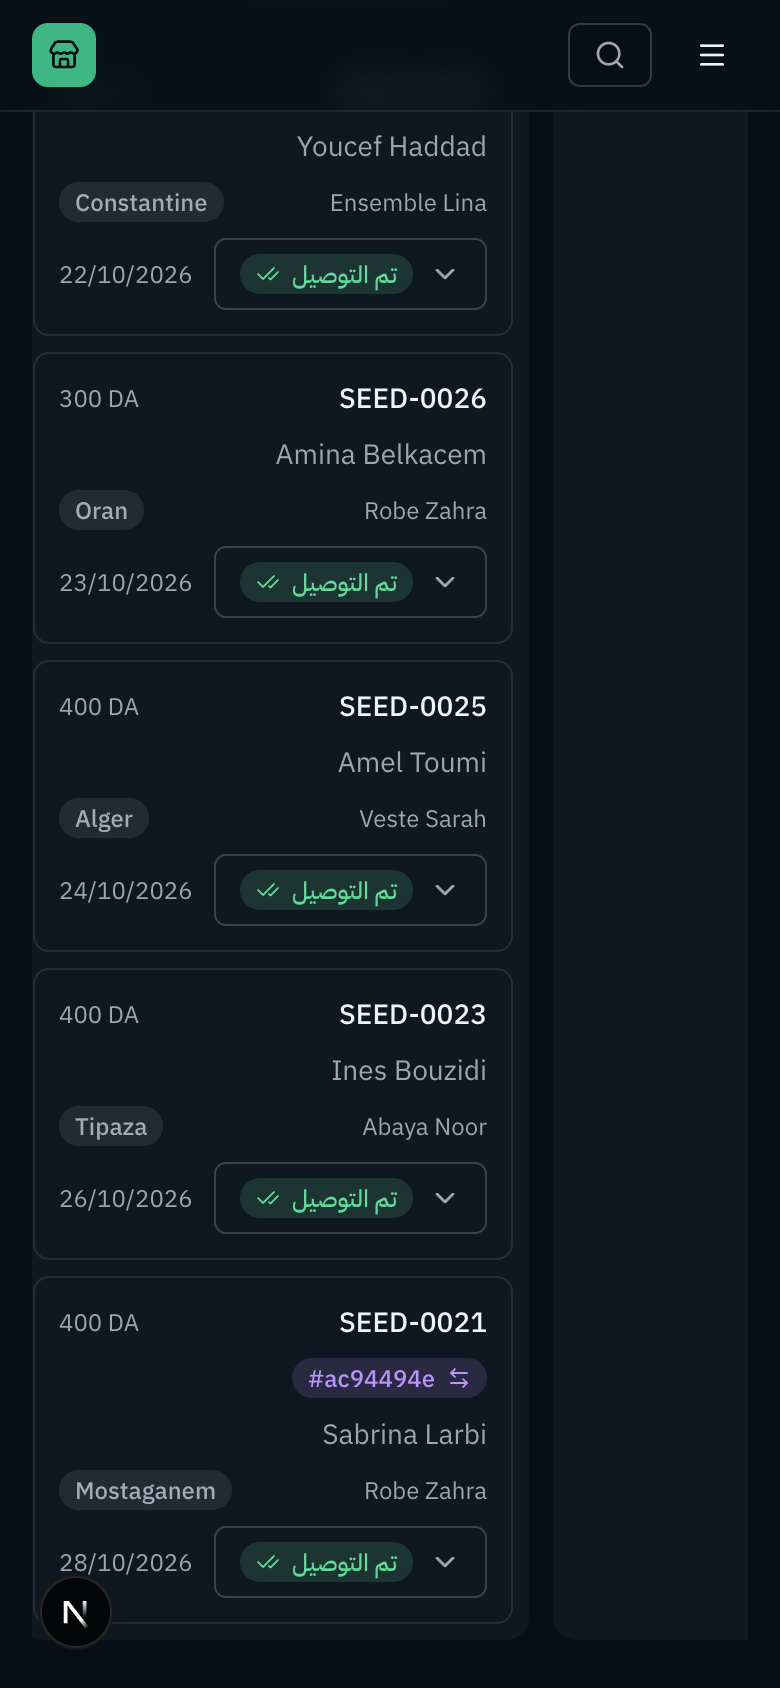 Youcef Haddad
Ensemble Lina
Constantine
تم التوصيل
22/10/2026
SEED-0026
300 DA
Amina Belkacem
Robe Zahra
Oran
تم التوصيل
23/10/2026
SEED-0025
400 DA
Amel Toumi
Veste Sarah
Alger
تم التوصيل
24/10/2026
SEED-0023
400 DA
Ines Bouzidi
Abaya Noor
Tipaza
تم التوصيل
26/10/2026
SEED-0021
400 DA
#ac94494e
Sabrina Larbi
Robe Zahra
Mostaganem
تم التوصيل
28/10/2026
N